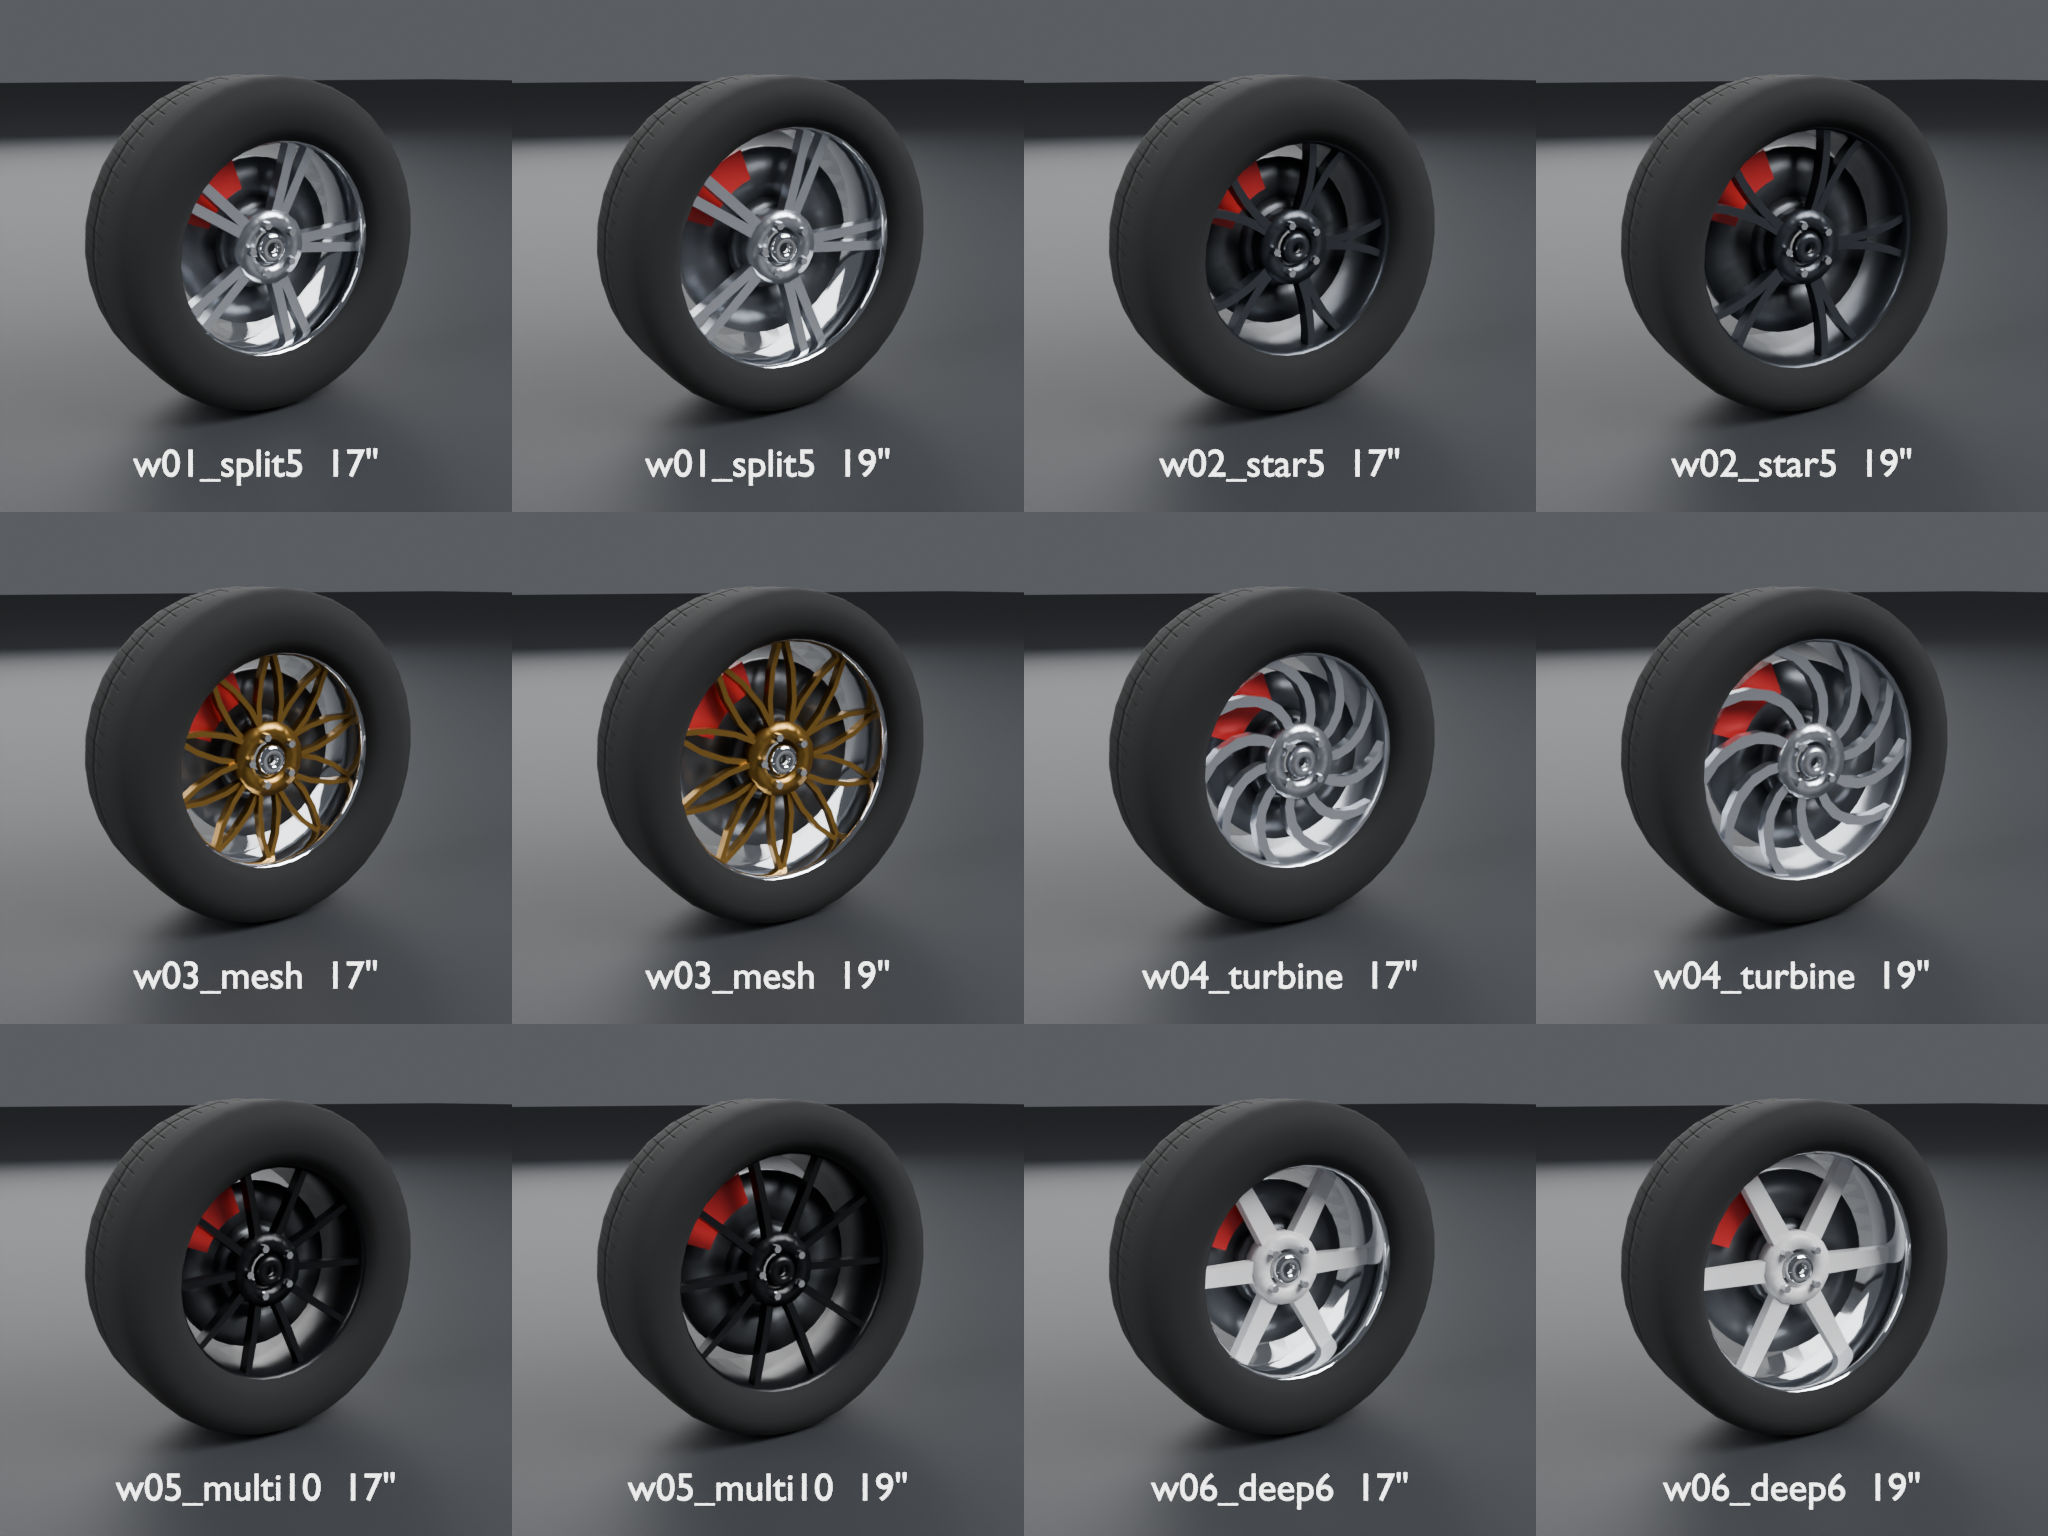 w01_split5 17"
w01_split5 19"
w02_star5 17"
w02_star5 19"
w03_mesh 17"
w03_mesh 19"
w04_turbine 17"
w04_turbine 19"
w05_multi10 17"
w05_multi10 19"
w06_deep6 17"
w06_deep6 19"